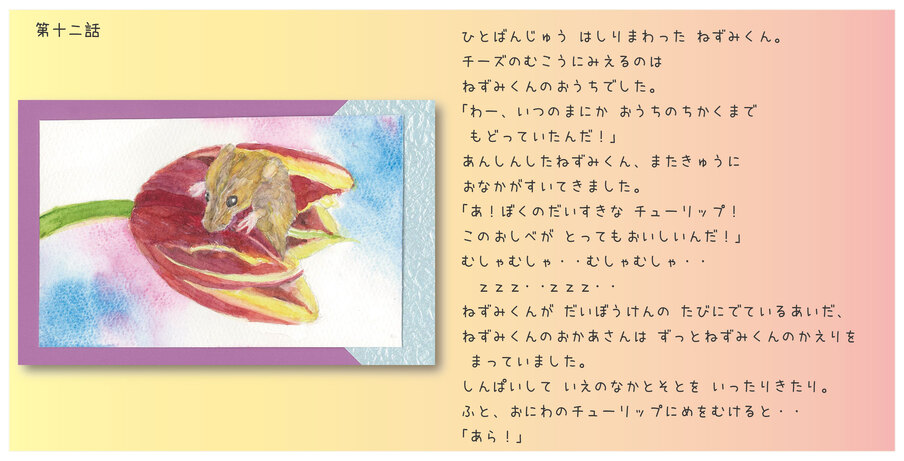 第十二話
ひとばんじゅう はしりまわった ねずみくん。
チーズのむこうにみえるのは
ねずみくんのおうちでした。
「わー、いつのまにか おうちのちかくまで
もどっていたんだ！」
あんしんしたねずみくん、またきゅうに
おなかがすいてきました。
「あ！ぼくのだいすきな チューリップ！
このおしべが とってもおいしいんだ！」
むしゃむしゃ・・むしゃむしゃ・・
ｚｚｚ・・ｚｚｚ・・
ねずみくんが だいぼうけんの たびにでているあいだ、
ねずみくんのおかあさんは ずっとねずみくんのかえりを
まっていました。
しんぱいして いえのなかとそとを いったりきたり。
ふと、おにわのチューリップにめをむけると・・
「あら！」